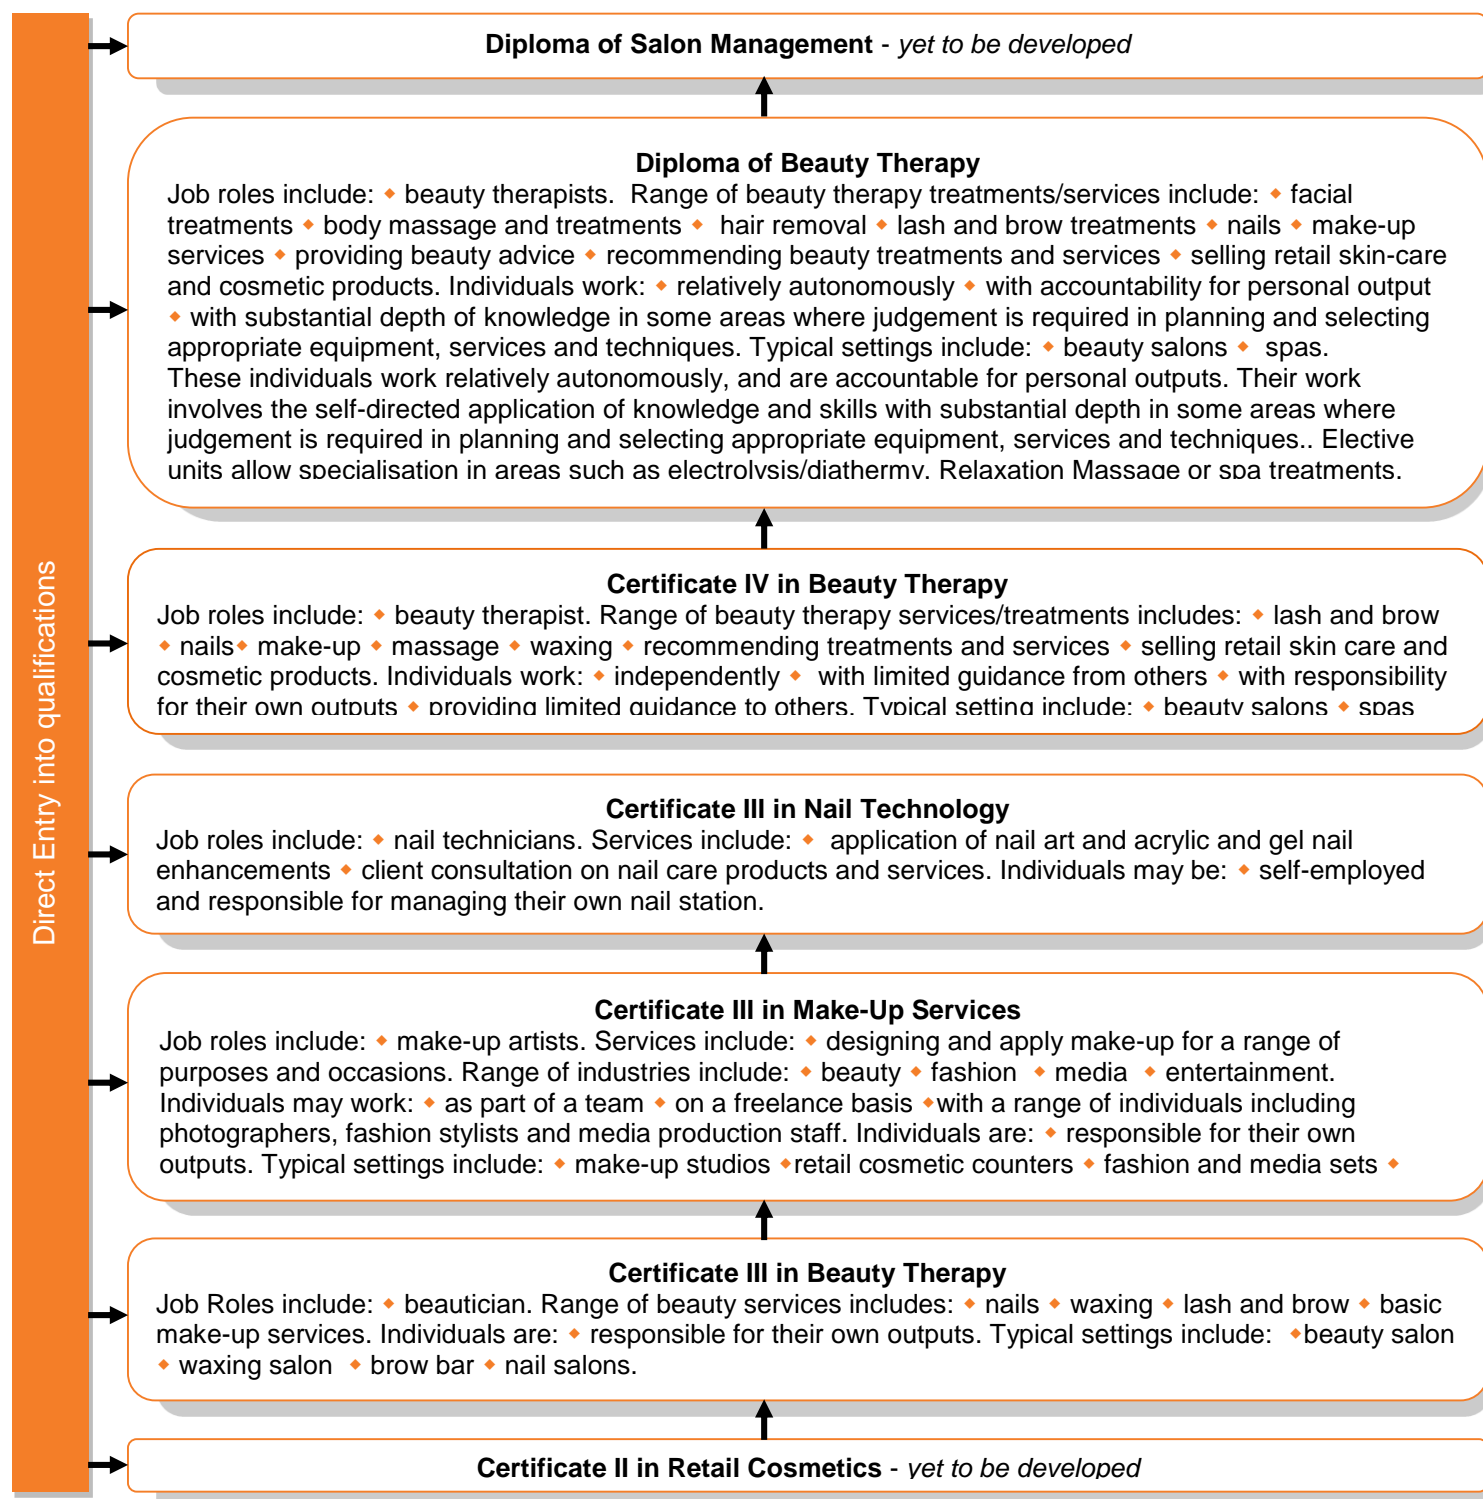 Direct Entry into qualifications
Diploma of Salon Management - yet to be developed
Diploma of Beauty Therapy
Job roles include: ◆ beauty therapists.  Range of beauty therapy treatments/services include: ◆ facial
treatments ◆ body massage and treatments ◆  hair removal ◆ lash and brow treatments ◆ nails ◆ make-up
services ◆ providing beauty advice ◆ recommending beauty treatments and services ◆ selling retail skin-care
and cosmetic products. Individuals work: ◆ relatively autonomously ◆ with accountability for personal output
◆ with substantial depth of knowledge in some areas where judgement is required in planning and selecting
appropriate equipment, services and techniques. Typical settings include: ◆ beauty salons ◆  spas.
These individuals work relatively autonomously, and are accountable for personal outputs. Their work
involves the self-directed application of knowledge and skills with substantial depth in some areas where
judgement is required in planning and selecting appropriate equipment, services and techniques.. Elective
units allow specialisation in areas such as electrolysis/diathermy, Relaxation Massage or spa treatments.
Certificate IV in Beauty Therapy
Job roles include: ◆ beauty therapist. Range of beauty therapy services/treatments includes: ◆ lash and brow
◆ nails◆ make-up ◆ massage ◆ waxing ◆ recommending treatments and services ◆ selling retail skin care and
cosmetic products. Individuals work: ◆ independently ◆  with limited guidance from others ◆ with responsibility
for their own outputs ◆ providing limited guidance to others. Typical setting include: ◆ beauty salons ◆ spas
Certificate III in Nail Technology
Job roles include: ◆ nail technicians. Services include: ◆  application of nail art and acrylic and gel nail
enhancements ◆ client consultation on nail care products and services. Individuals may be: ◆ self-employed
and responsible for managing their own nail station.
Certificate III in Make-Up Services
Job roles include: ◆ make-up artists. Services include: ◆ designing and apply make-up for a range of
purposes and occasions. Range of industries include: ◆ beauty ◆ fashion  ◆ media  ◆ entertainment.
Individuals may work: ◆ as part of a team ◆ on a freelance basis ◆with a range of individuals including
photographers, fashion stylists and media production staff. Individuals are: ◆ responsible for their own
outputs. Typical settings include: ◆ make-up studios ◆retail cosmetic counters ◆ fashion and media sets ◆
Certificate III in Beauty Therapy
Job Roles include: ◆ beautician. Range of beauty services includes: ◆ nails ◆ waxing ◆ lash and brow ◆ basic
make-up services. Individuals are: ◆ responsible for their own outputs. Typical settings include:  ◆beauty salon
◆ waxing salon  ◆ brow bar ◆ nail salons.
Certificate II in Retail Cosmetics - yet to be developed